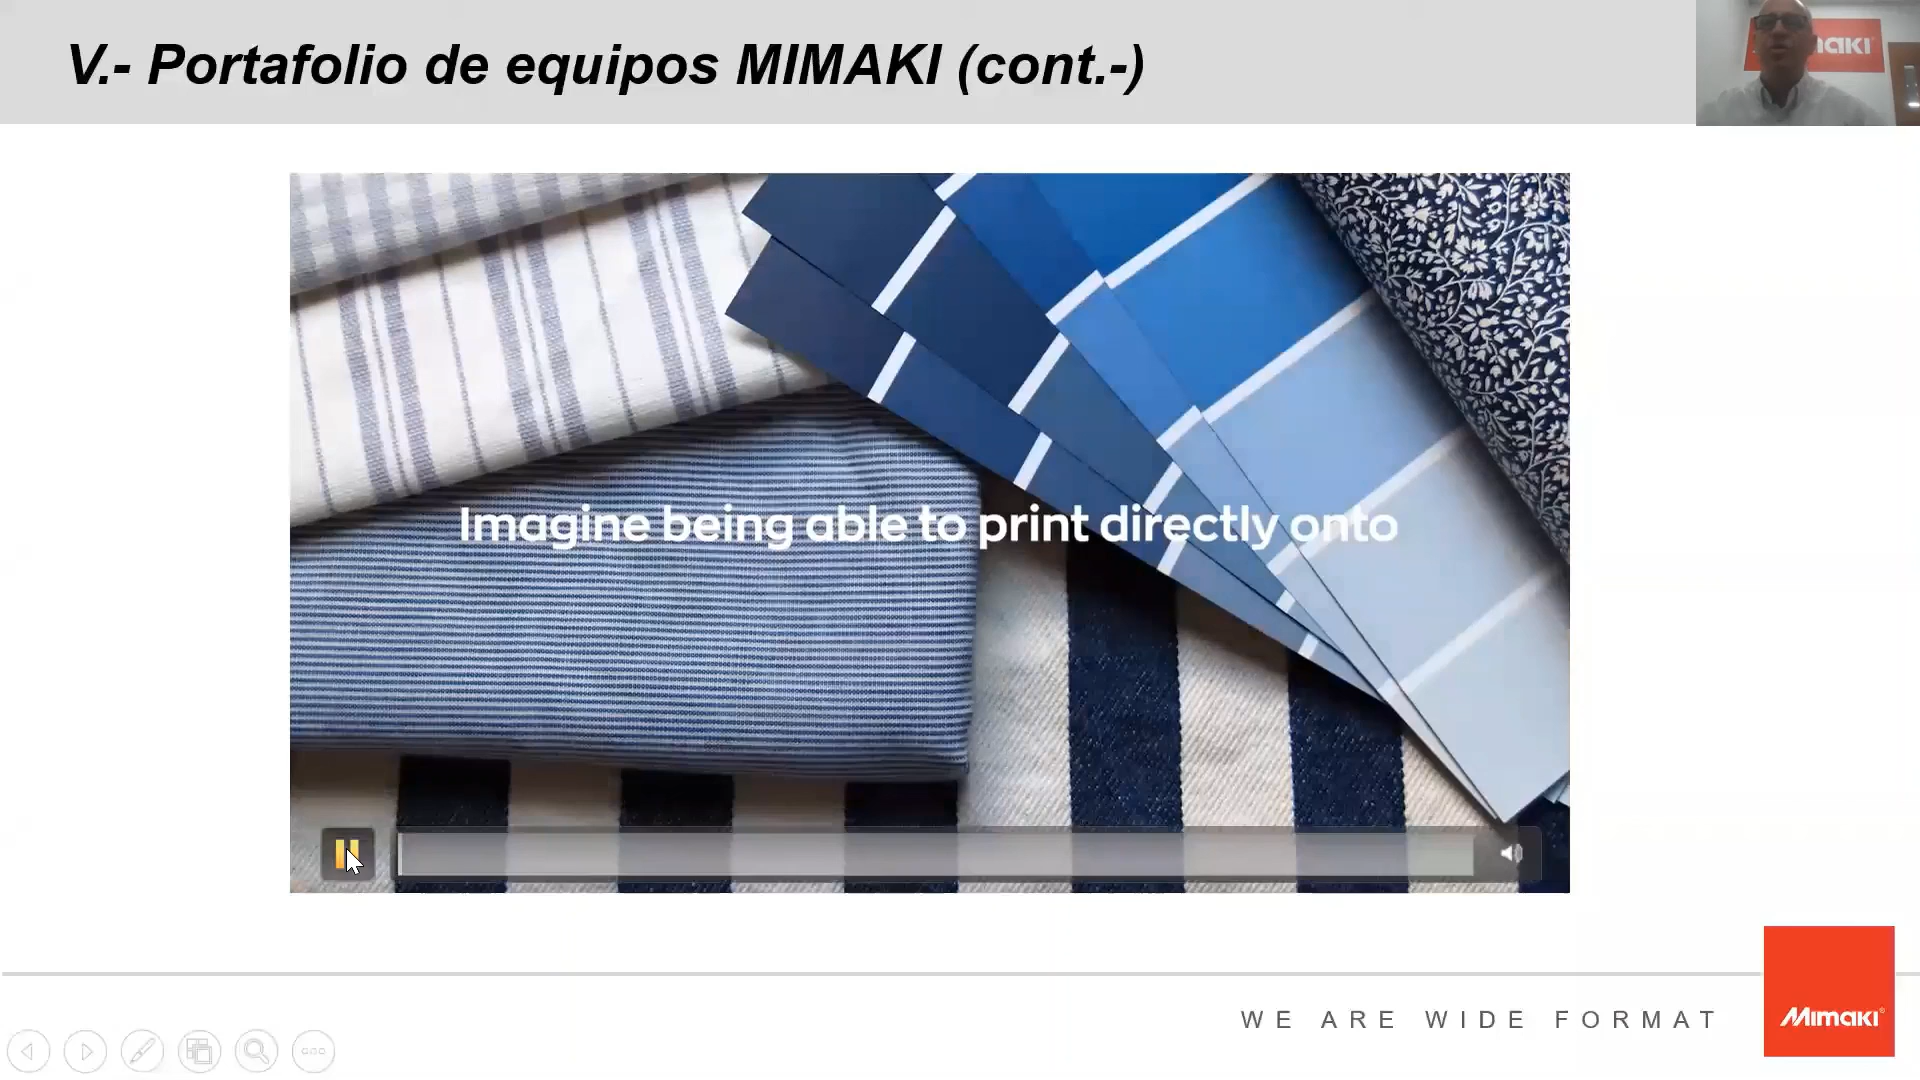 V.- Portafolio de equipos MIMAKI (cont.-)
Imagine being able to print directly onto
WE ARE WIDE FORMAT
Mimaki